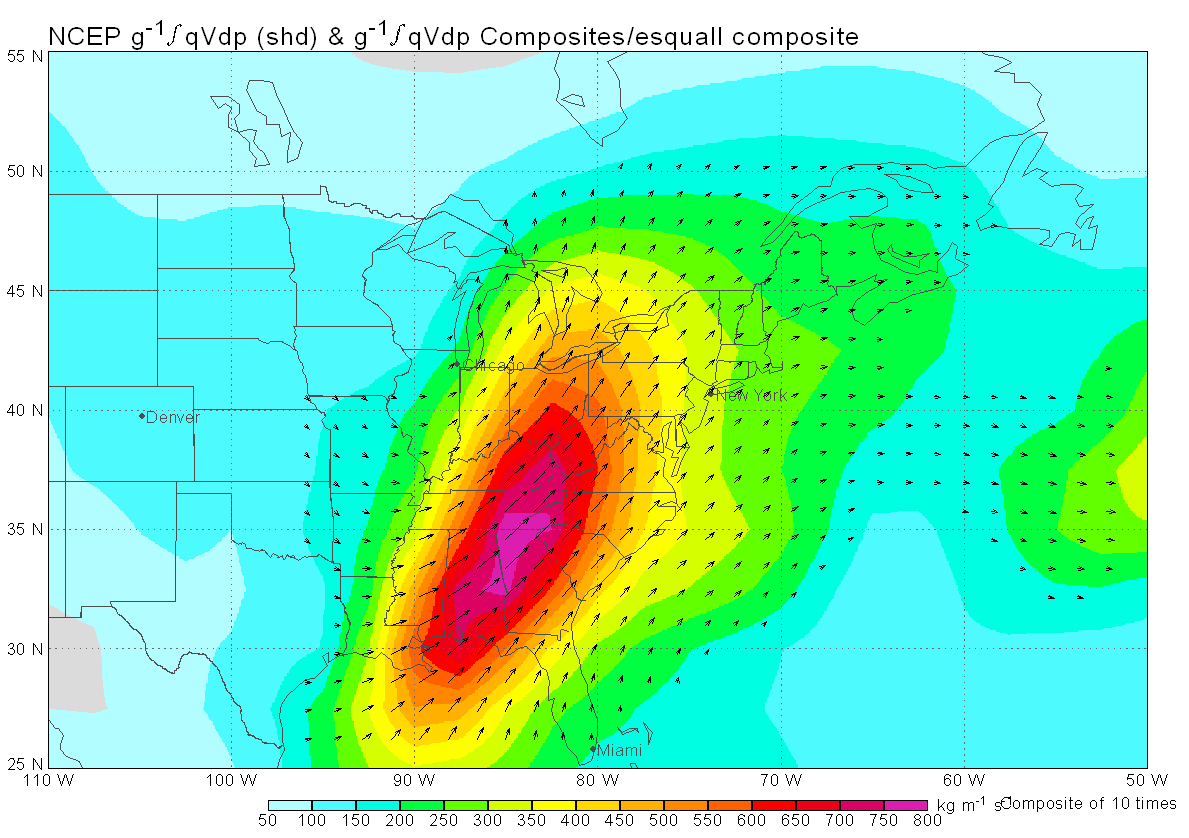 NCEP g⁻¹∫qVdp (shd) & g⁻¹∫qVdp Composites/esquall composite
55 N
50 N
45 N
Chicago
New York
40 N
Denver
35 N
30 N
Miami
25 N
110 W 100 W 90 W 80 W 70 W 60 W 50 W
kg m⁻¹ s⁻¹ Composite of 10 times
50 100 150 200 250 300 350 400 450 500 550 600 650 700 750 800